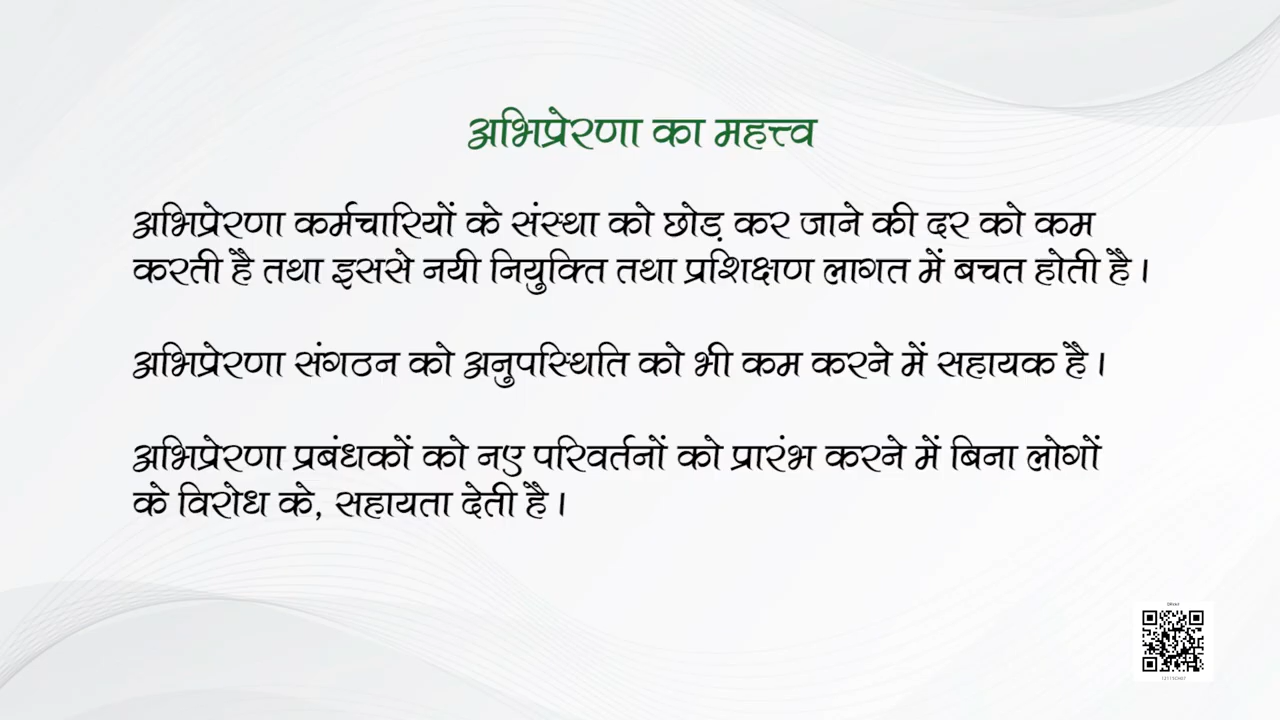 अभिप्रेरणा का महत्त्व
अभिप्रेरणा कर्मचारियों के संस्था को छोड़ कर जाने की दर को कम
करती है तथा इससे नयी नियुक्ति तथा प्रशिक्षण लागत में बचत होती है।
अभिप्रेरणा संगठन को अनुपस्थिति को भी कम करने में सहायक है।
अभिप्रेरणा प्रबंधकों को नए परिवर्तनों को प्रारंभ करने में बिना लोगों
के विरोध के, सहायता देती है।